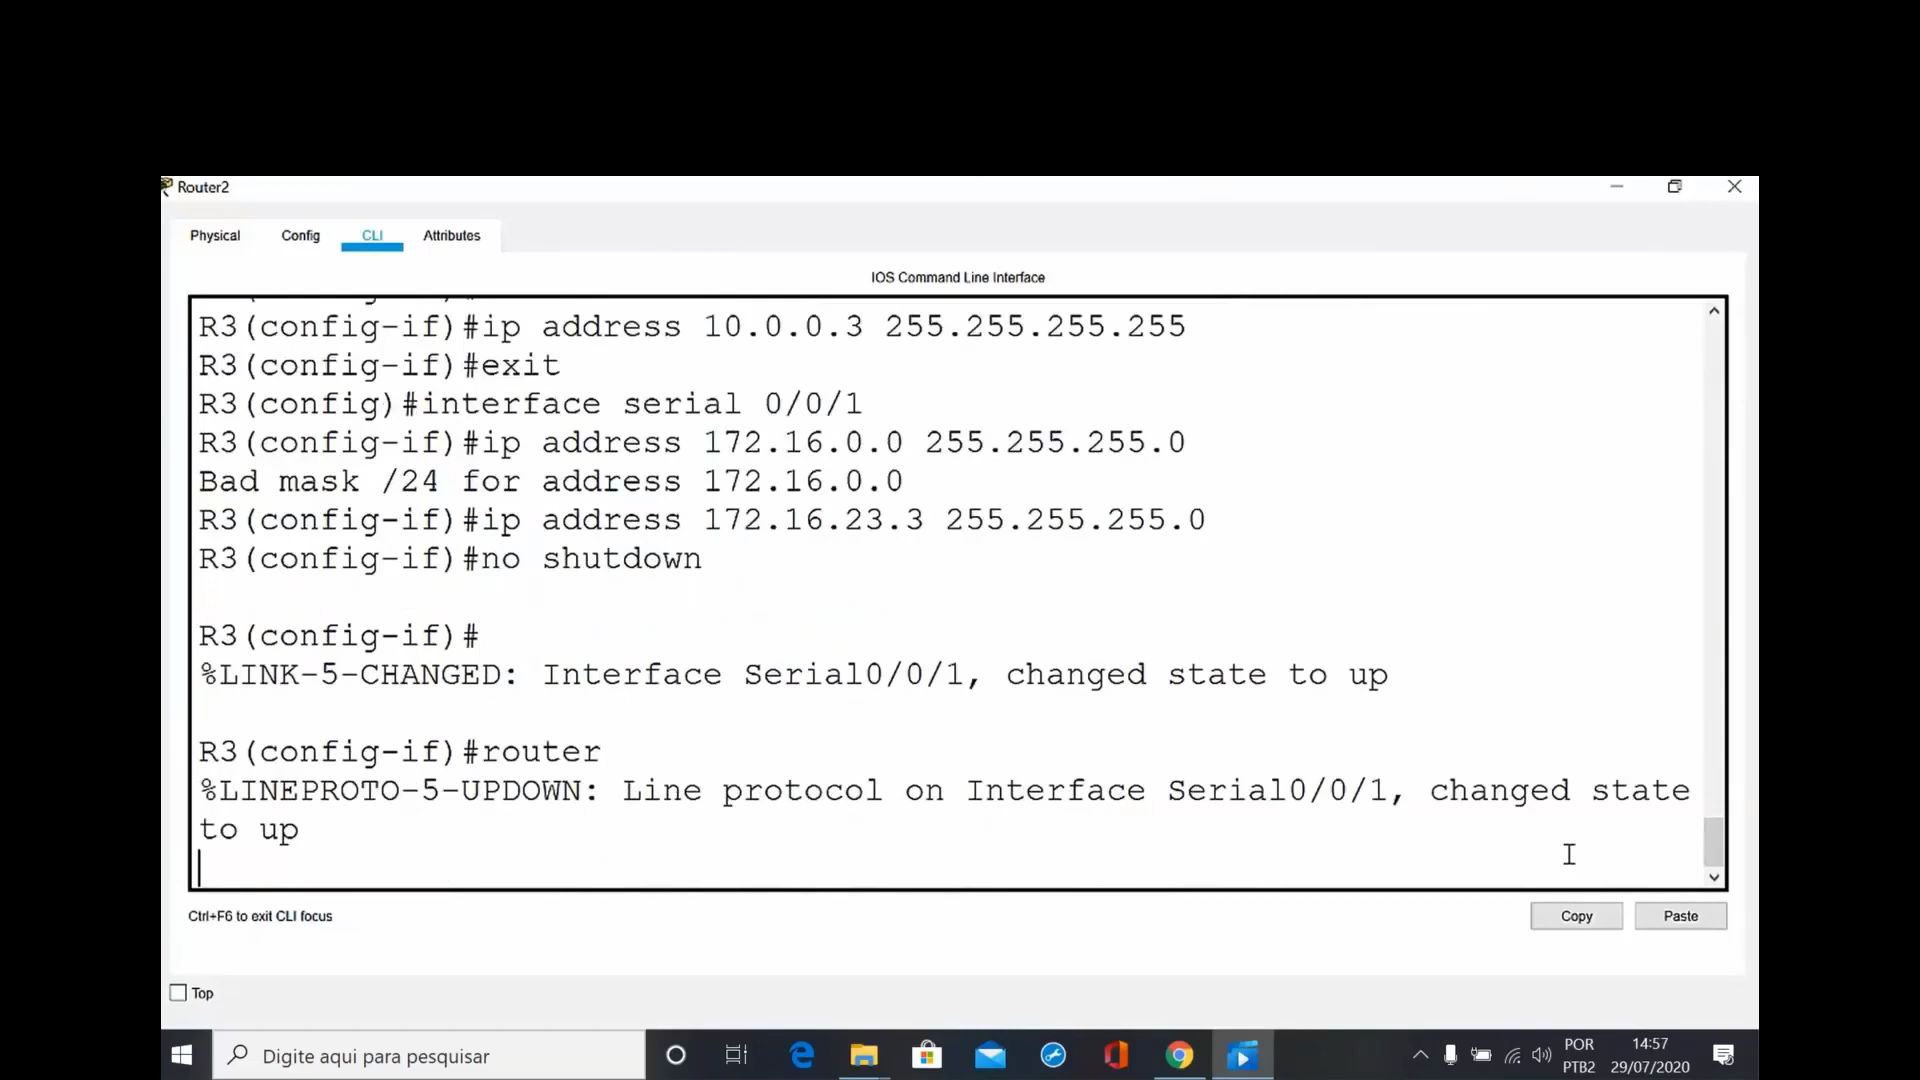 Router2
Physical Config CLI Attributes
IOS Command Line Interface
R3(config-if)#ip address 10.0.0.3 255.255.255.255
R3(config-if)#exit
R3(config)#interface serial 0/0/1
R3(config-if)#ip address 172.16.0.0 255.255.255.0
Bad mask /24 for address 172.16.0.0
R3(config-if)#ip address 172.16.23.3 255.255.255.0
R3(config-if)#no shutdown
R3(config-if)#
%LINK-5-CHANGED: Interface Serial0/0/1, changed state to up
R3(config-if)#router
%LINEPROTO-5-UPDOWN: Line protocol on Interface Serial0/0/1, changed state
to up
Ctrl+F6 to exit CLI focus
Copy Paste
Top
Digite aqui para pesquisar
POR 14:57
PTB2 29/07/2020